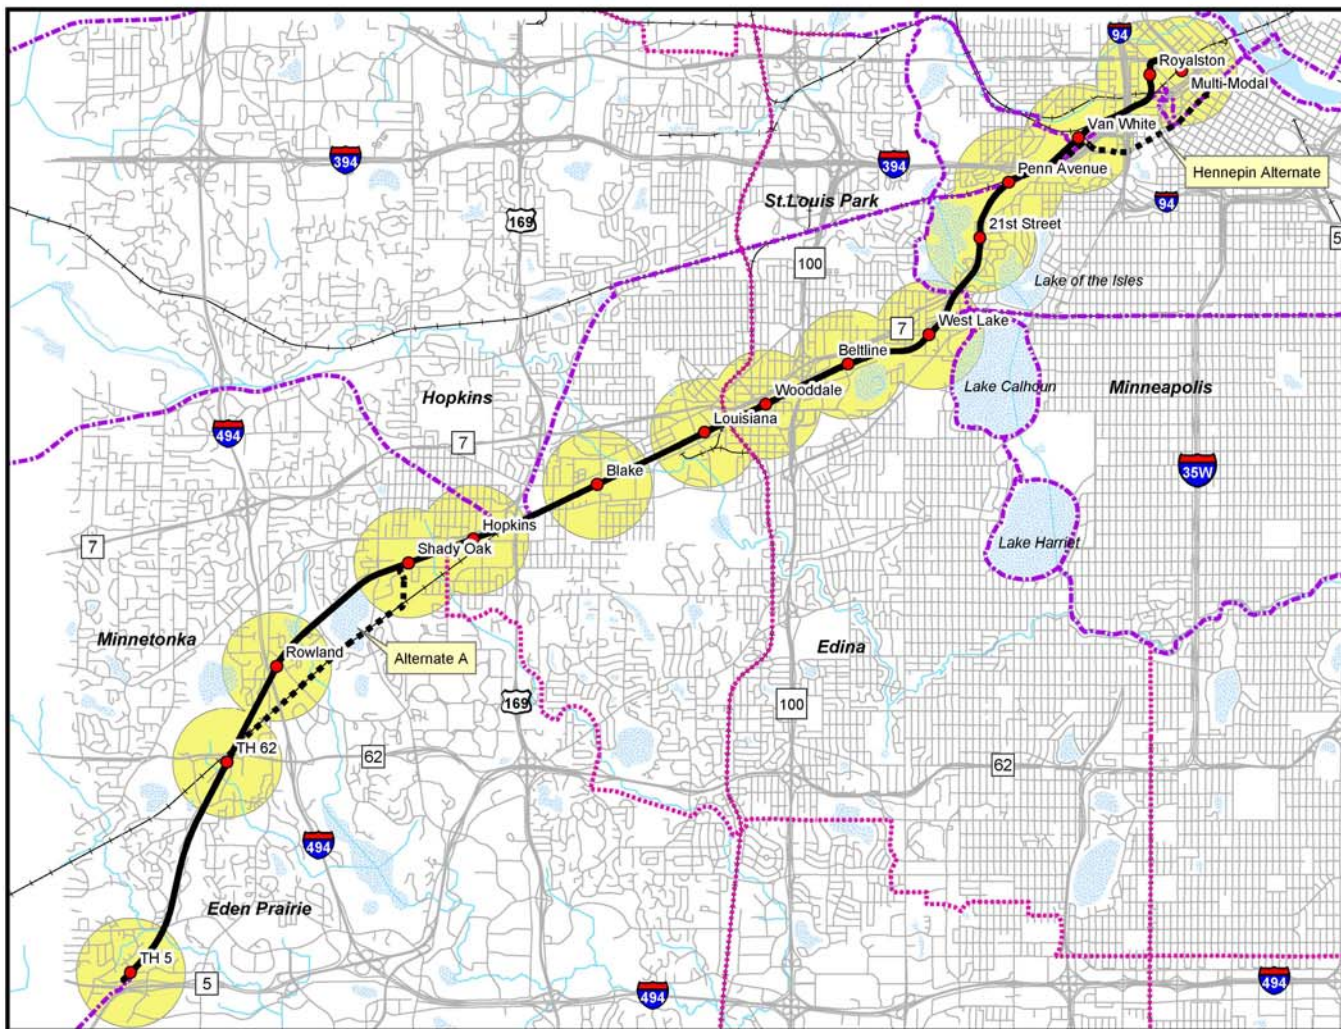 94
Royalston
Multi-Modal
Van White
394
394
Penn Avenue
Hennepin Alternate
St.Louis Park
94
169
21st Street
5
100
Lake of the Isles
7
West Lake
Beltline
Lake Calhoun
Minneapolis
Hopkins
Wooddale
494
7
Louisiana
35W
Blake
Hopkins
Lake Harriet
7
Shady Oak
Minnetonka
Rowland
Alternate A
Edina
169
100
TH 62
62
62
494
Eden Prairie
TH 5
5
494
494